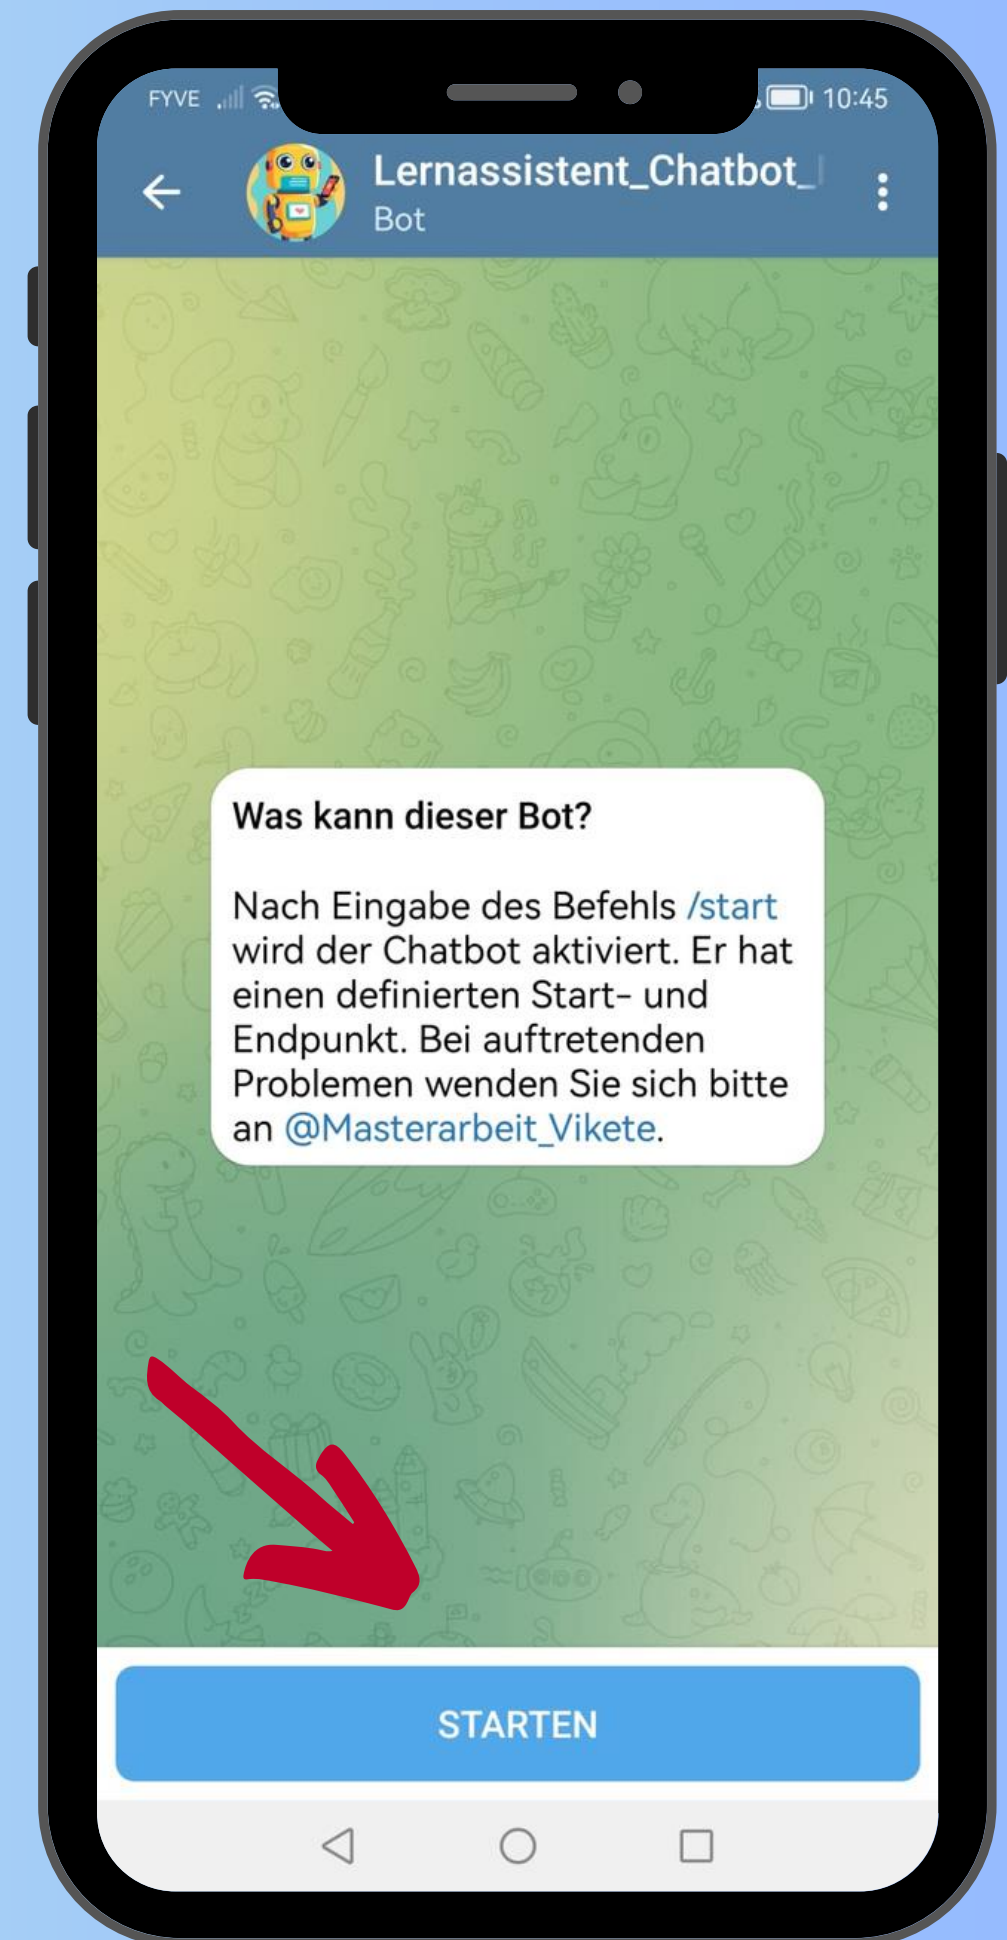 FYVE 10:45
Lernassistent_Chatbot_
Bot
Was kann dieser Bot?
Nach Eingabe des Befehls /start
wird der Chatbot aktiviert. Er hat
einen definierten Start- und
Endpunkt. Bei auftretenden
Problemen wenden Sie sich bitte
an @Masterarbeit_Vikete.
STARTEN